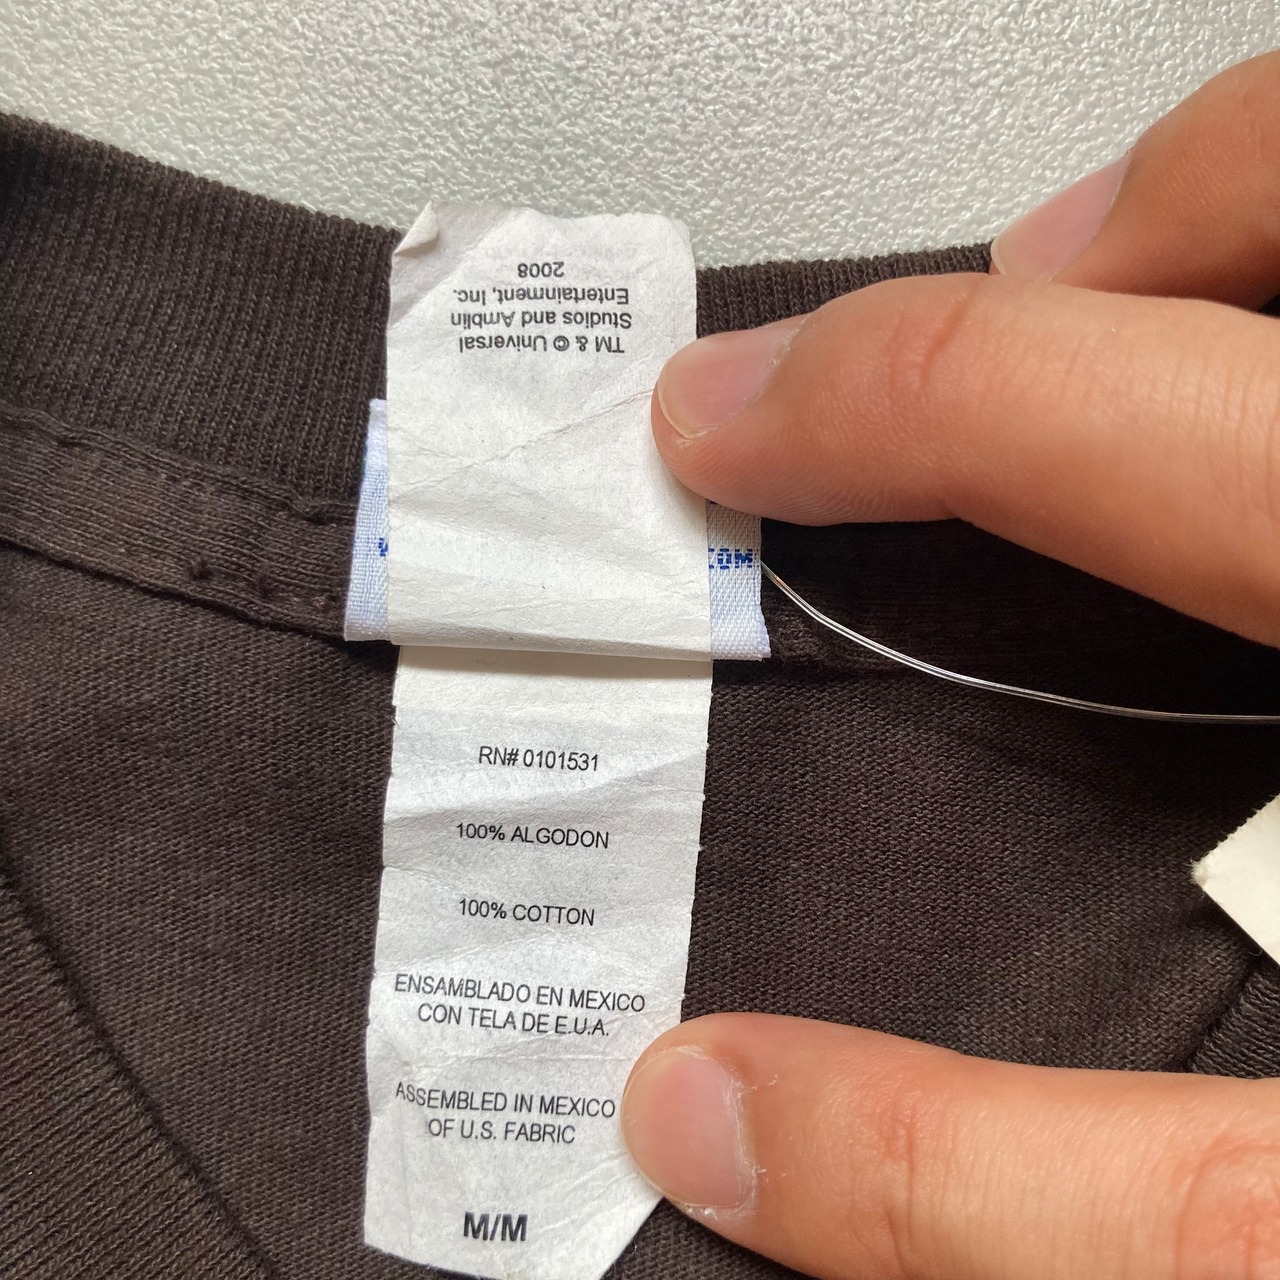 TM & © Universal
Studios and Amblin
Entertainment, Inc.
2008
RN# 0101531
100% ALGODON
100% COTTON
ENSAMBLADO EN MEXICO
CON TELA DE E.U.A.
ASSEMBLED IN MEXICO
OF U.S. FABRIC
M/M